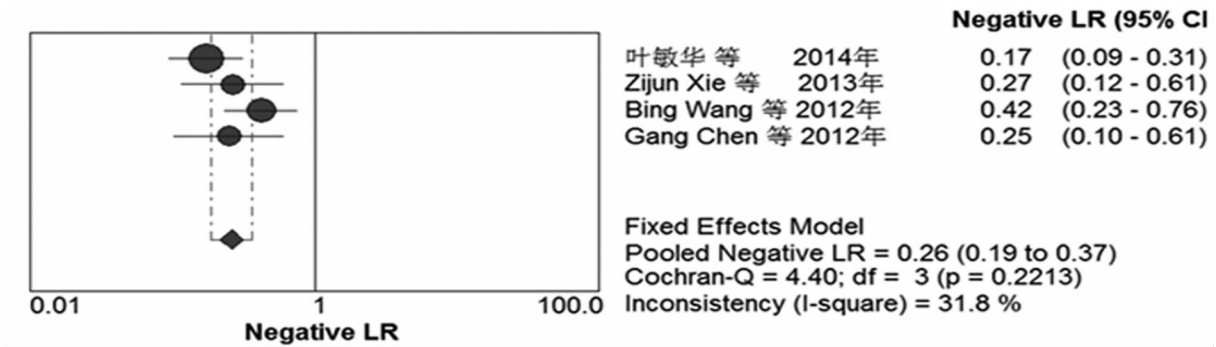 Negative LR (95% CI
叶敏华 等 2014年 0.17 (0.09 - 0.31)
Zijun Xie 等 2013年 0.27 (0.12 - 0.61)
Bing Wang 等 2012年 0.42 (0.23 - 0.76)
Gang Chen 等 2012年 0.25 (0.10 - 0.61)
Fixed Effects Model
Pooled Negative LR = 0.26 (0.19 to 0.37)
Cochran-Q = 4.40; df = 3 (p = 0.2213)
Inconsistency (I-square) = 31.8 %
0.01 1 100.0
Negative LR